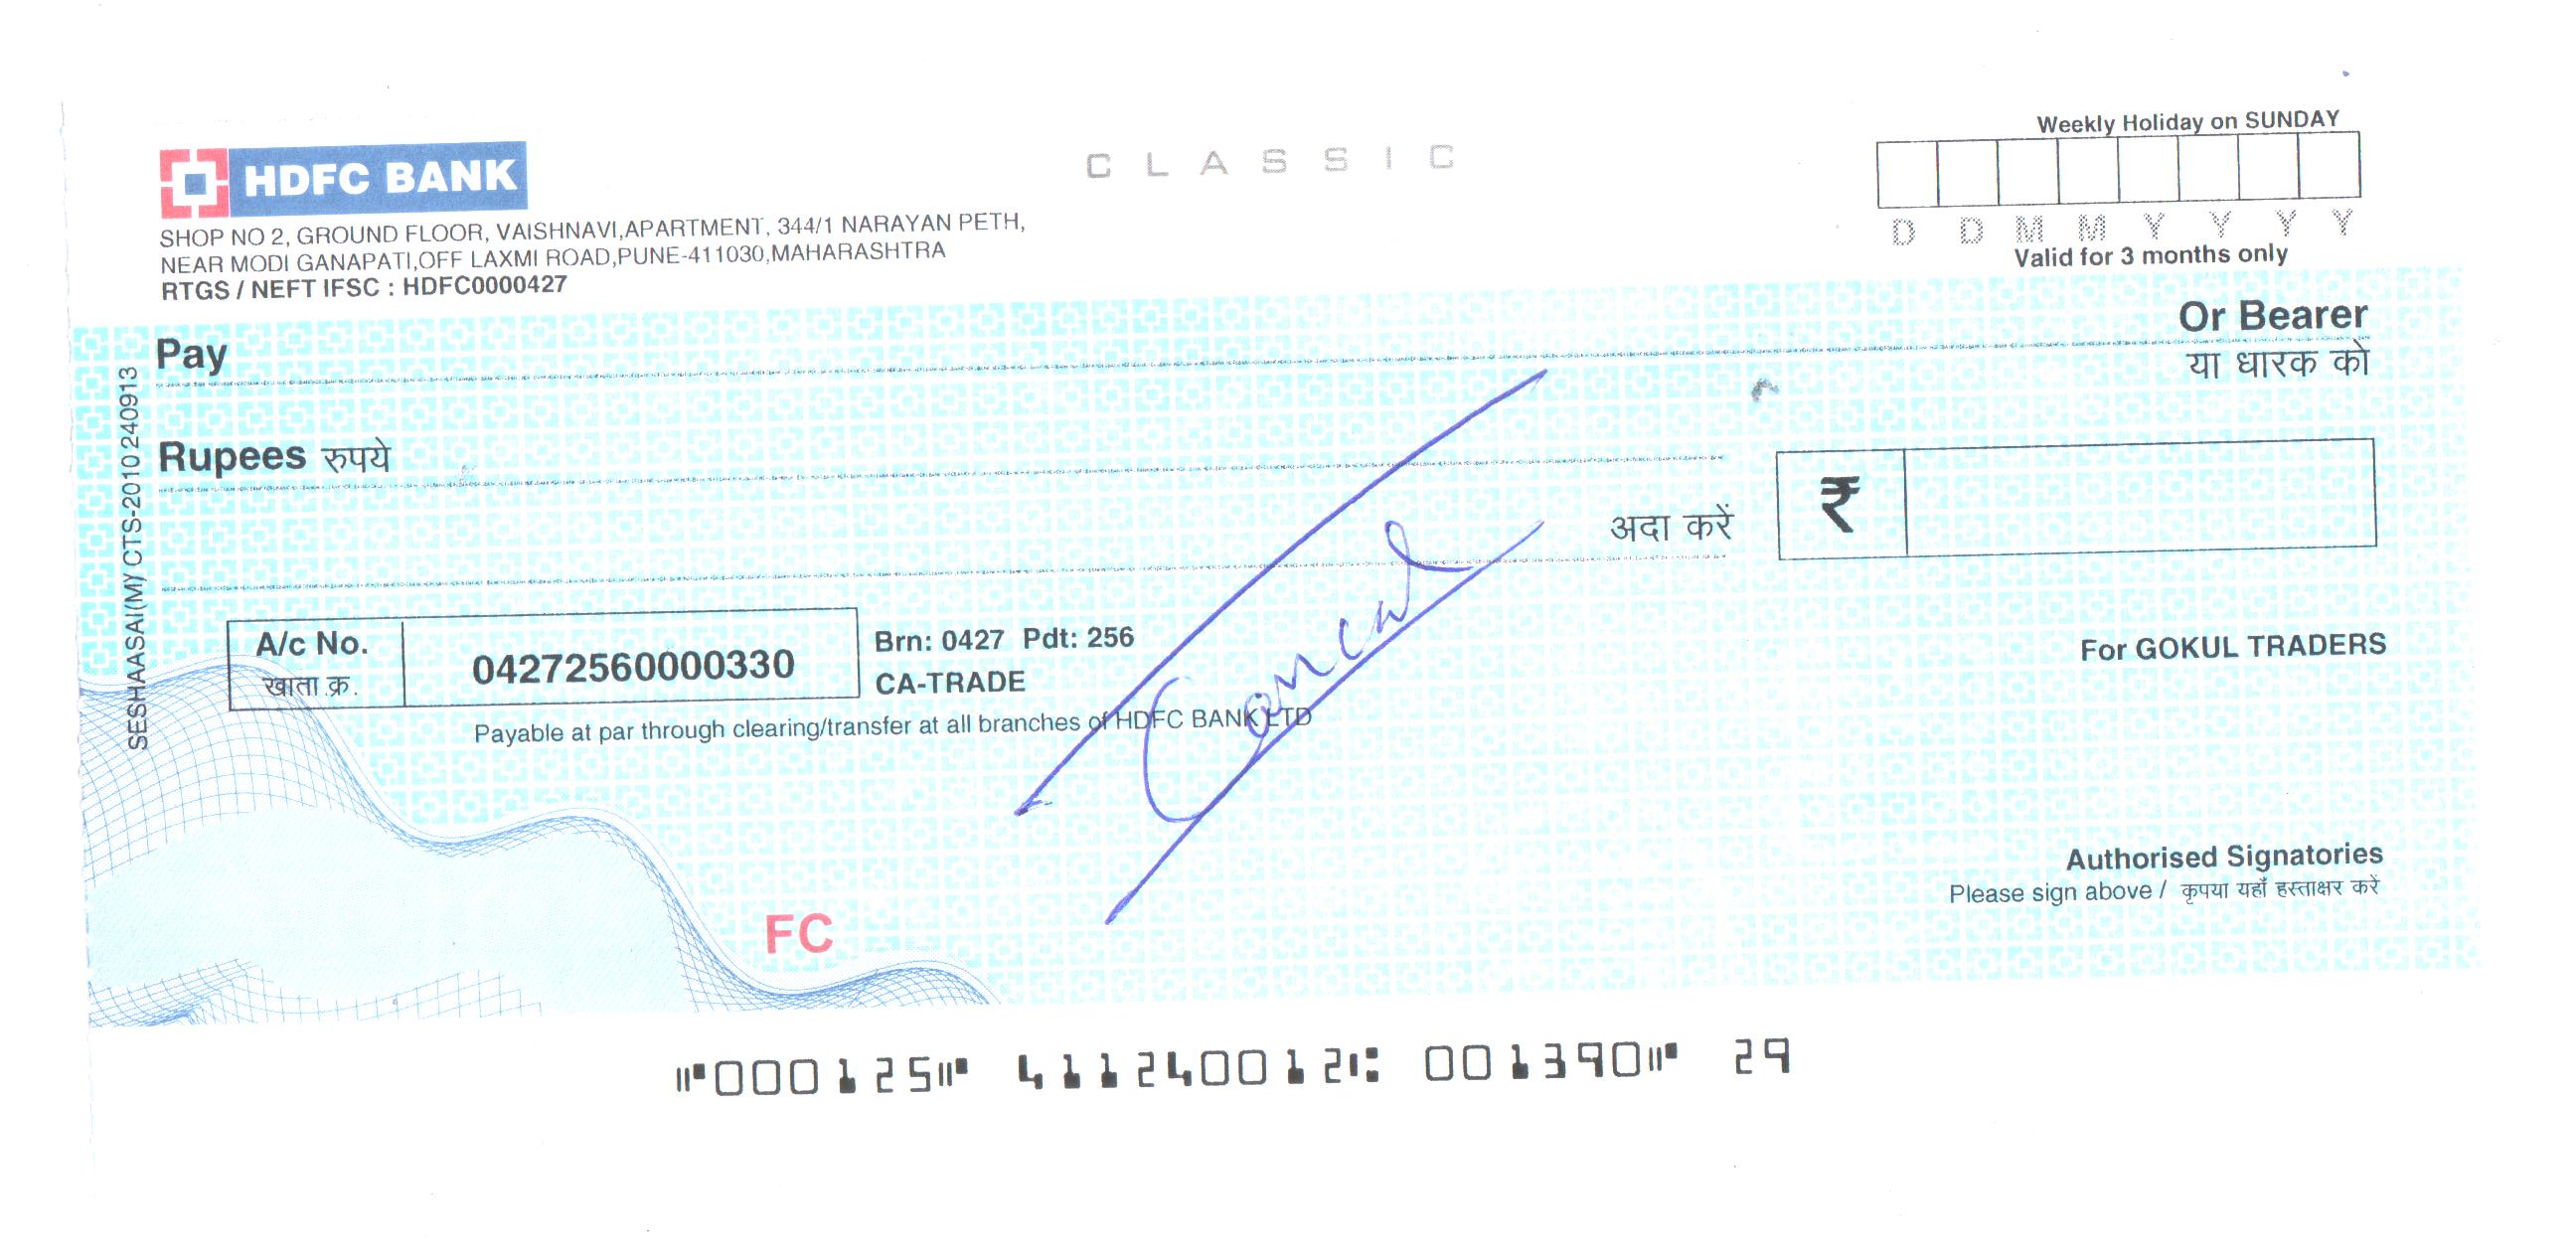 Weekly Holiday on SUNDAY
HDFC BANK
CLASSIC
SHOP NO 2, GROUND FLOOR, VAISHNAVI,APARTMENT, 344/1 NARAYAN PETH,
NEAR MODI GANAPATI,OFF LAXMI ROAD,PUNE-411030,MAHARASHTRA
RTGS / NEFT IFSC : HDFC0000427
D D M M Y Y Y Y
Valid for 3 months only
Pay
Or Bearer
या धारक को
Rupees रुपये
अदा करें
₹
A/c No.
खाता क्र.
04272560000330
Brn: 0427 Pdt: 256
CA-TRADE
Payable at par through clearing/transfer at all branches of HDFC BANK LTD
Cancel
For GOKUL TRADERS
Authorised Signatories
Please sign above / कृपया यहाँ हस्ताक्षर करें
FC
SESHAASAI(M)/ CTS-2010 240913
⑈000125⑈ 411240012⑆ 001390⑈ 29